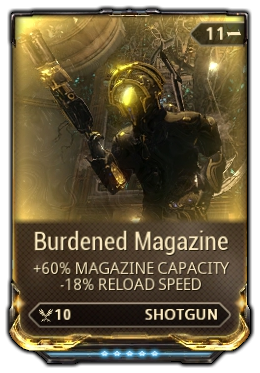 11
Burdened Magazine
+60% MAGAZINE CAPACITY
-18% RELOAD SPEED
10 SHOTGUN